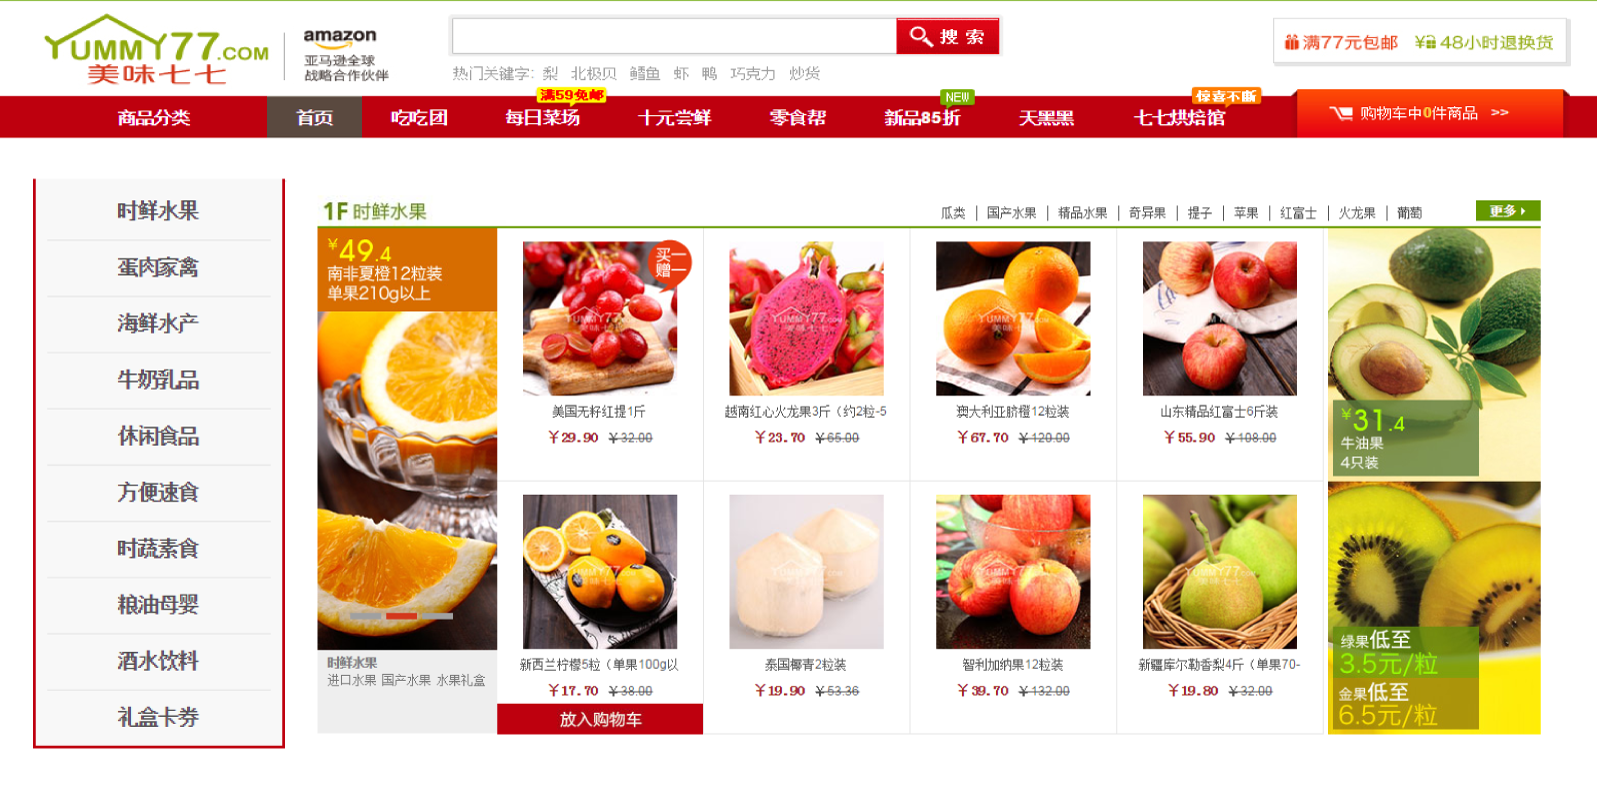 YUMMY77.COM
美味七七
amazon
亚马逊全球
战略合作伙伴
搜 索
热门关键字: 梨 北极贝 鳕鱼 虾 鸭 巧克力 炒货
满77元包邮 48小时退换货
满59免邮 NEW 惊喜不断
商品分类 首页 吃吃团 每日菜场 十元尝鲜 零食帮 新品85折 天黑黑 七七烘焙馆 购物车中0件商品 >>
时鲜水果
蛋肉家禽
海鲜水产
牛奶乳品
休闲食品
方便速食
时蔬素食
粮油母婴
酒水饮料
礼盒卡券
1F 时鲜水果
瓜类 | 国产水果 | 精品水果 | 奇异果 | 提子 | 苹果 | 红富士 | 火龙果 | 葡萄 更多
¥49.4
南非夏橙12粒装
单果210g以上
时鲜水果
进口水果 国产水果 水果礼盒
买一
赠一
美国无籽红提1斤
¥29.90 ¥32.00
越南红心火龙果3斤（约2粒-5
¥23.70 ¥65.00
澳大利亚脐橙12粒装
¥67.70 ¥120.00
山东精品红富士6斤装
¥55.90 ¥108.00
新西兰柠檬5粒（单果100g以
¥17.70 ¥38.00
放入购物车
泰国椰青2粒装
¥19.90 ¥53.36
智利加纳果12粒装
¥39.70 ¥132.00
新疆库尔勒香梨4斤（单果70-
¥19.80 ¥32.00
¥31.4
牛油果
4只装
绿果低至
3.5元/粒
金果低至
6.5元/粒